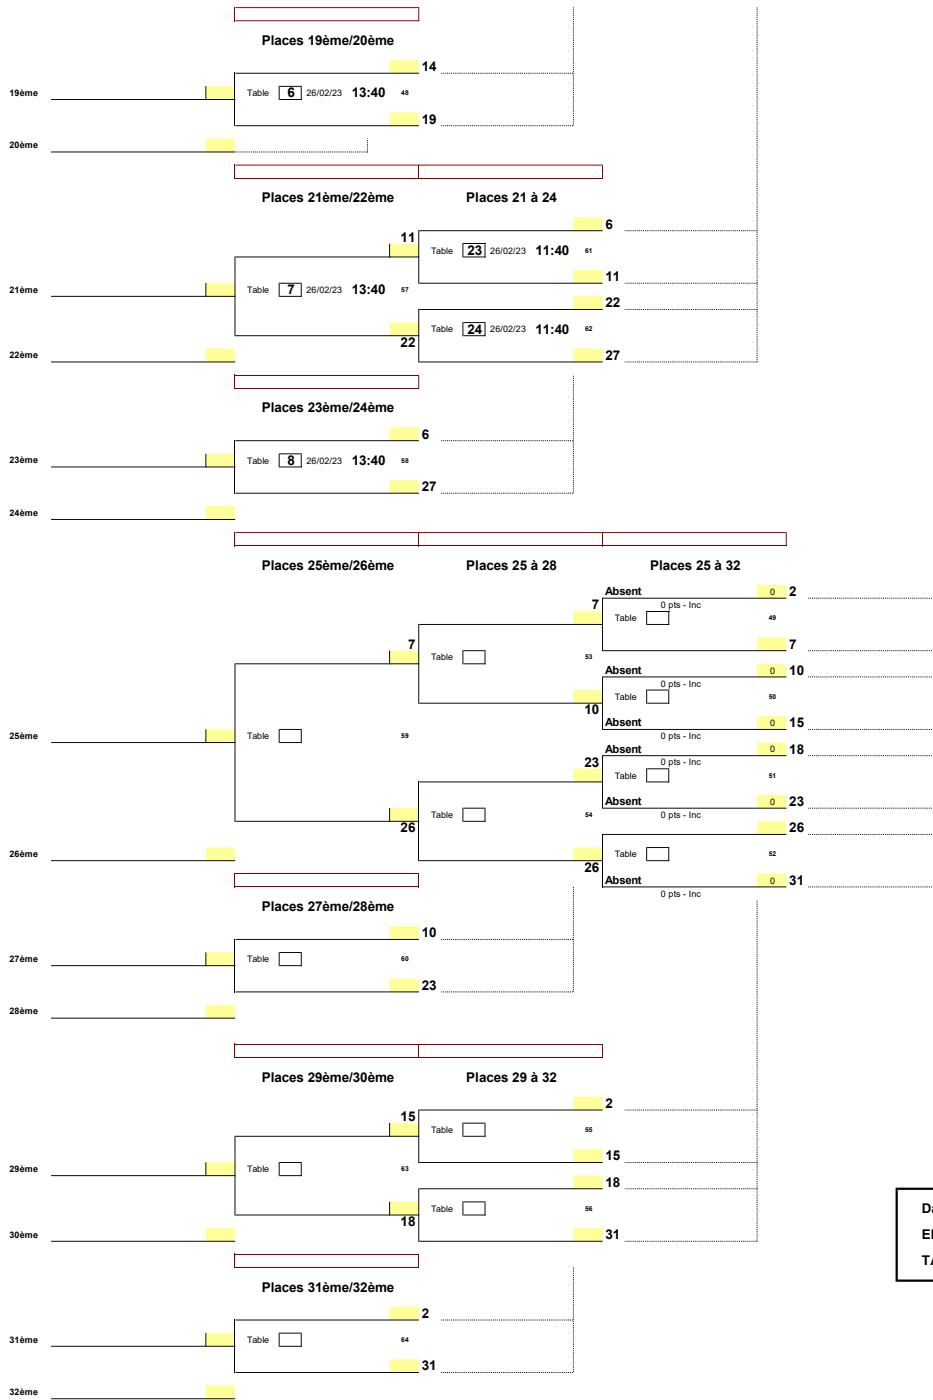 Places 19ème/20ème
14
19ème
Table 6 26/02/23 13:40 48
19
20ème
Places 21ème/22ème Places 21 à 24
6
11
Table 23 26/02/23 11:40 61
11
21ème
Table 7 26/02/23 13:40 57
22
Table 24 26/02/23 11:40 62
22
22ème
27
Places 23ème/24ème
6
23ème
Table 8 26/02/23 13:40 58
27
24ème
Places 25ème/26ème Places 25 à 28 Places 25 à 32
Absent 0 2
0 pts - Inc
7
Table 49
7
7
Table 53
Absent 0 10
0 pts - Inc
Table 50
10
Absent 0 15
0 pts - Inc
25ème
Table 59
Absent 0 18
0 pts - Inc
23
Table 51
Absent 0 23
0 pts - Inc
26
Table 54
26
26ème
Table 52
26
Absent 0 31
0 pts - Inc
Places 27ème/28ème
10
27ème
Table 60
23
28ème
Places 29ème/30ème Places 29 à 32
2
15
Table 55
15
29ème
Table 63
18
18
Table 56
30ème
31
Places 31ème/32ème
2
31ème
Table 64
31
32ème